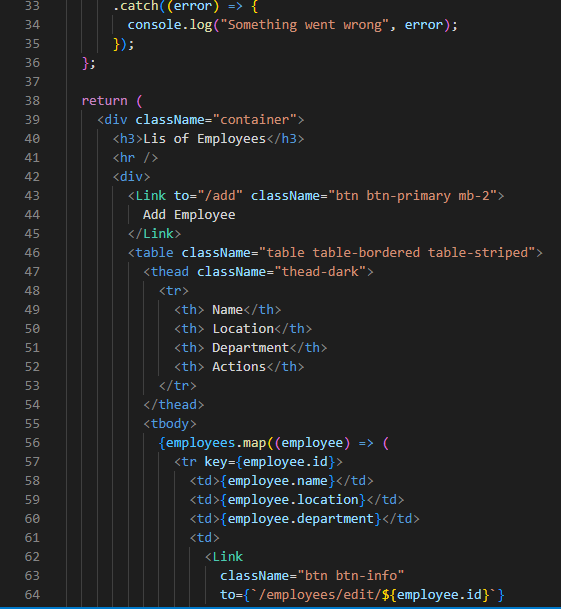 33 .catch((error) => {
34 console.log("Something went wrong", error);
35 });
36 };
37
38 return (
39 <div className="container">
40 <h3>Lis of Employees</h3>
41 <hr />
42 <div>
43 <Link to="/add" className="btn btn-primary mb-2">
44 Add Employee
45 </Link>
46 <table className="table table-bordered table-striped">
47 <thead className="thead-dark">
48 <tr>
49 <th> Name</th>
50 <th> Location</th>
51 <th> Department</th>
52 <th> Actions</th>
53 </tr>
54 </thead>
55 <tbody>
56 {employees.map((employee) => (
57 <tr key={employee.id}>
58 <td>{employee.name}</td>
59 <td>{employee.location}</td>
60 <td>{employee.department}</td>
61 <td>
62 <Link
63 className="btn btn-info"
64 to={`/employees/edit/${employee.id}`}